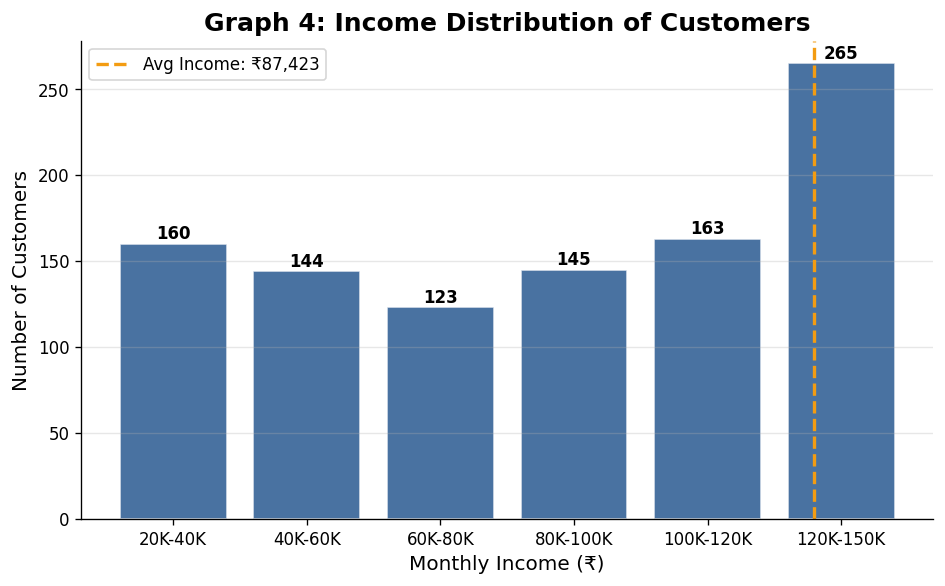 Graph 4: Income Distribution of Customers
Avg Income: ₹87,423
Number of Customers
250
200
150
100
50
0
160
144
123
145
163
265
20K-40K
40K-60K
60K-80K
80K-100K
100K-120K
120K-150K
Monthly Income (₹)